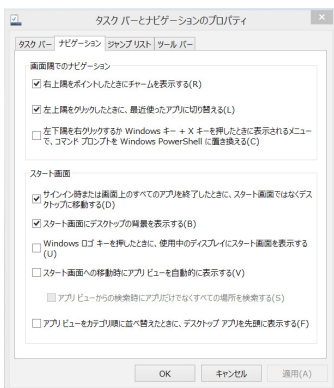 タスク バーとナビゲーションのプロパティ
タスク バー ナビゲーション ジャンプ リスト ツール バー
画面隅でのナビゲーション
右上隅をポイントしたときにチャームを表示する(R)
左上隅をクリックしたときに、最近使ったアプリに切り替える(L)
左下隅を右クリックするか Windows キー + X キーを押したときに表示されるメニュー
で、コマンド プロンプトを Windows PowerShell に置き換える(C)
スタート画面
サインイン時または画面上のすべてのアプリを終了したときに、スタート画面ではなくデス
クトップに移動する(D)
スタート画面にデスクトップの背景を表示する(B)
Windows ロゴ キーを押したときに、使用中のディスプレイにスタート画面を表示する
(U)
スタート画面への移動時にアプリ ビューを自動的に表示する(V)
アプリ ビューからの検索時にアプリだけでなくすべての場所を検索する(S)
アプリ ビューをカテゴリ順に並べ替えたときに、デスクトップ アプリを先頭に表示する(F)
OK キャンセル 適用(A)